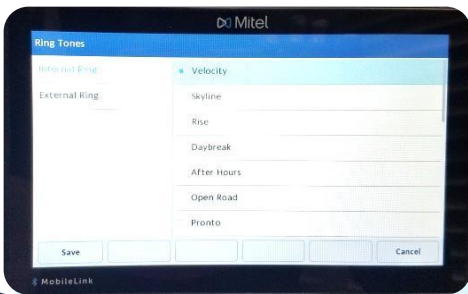 Mitel
Ring Tones
Internal Ring
External Ring
Velocity
Skyline
Rise
Daybreak
After Hours
Open Road
Pronto
Save
Cancel
MobileLink